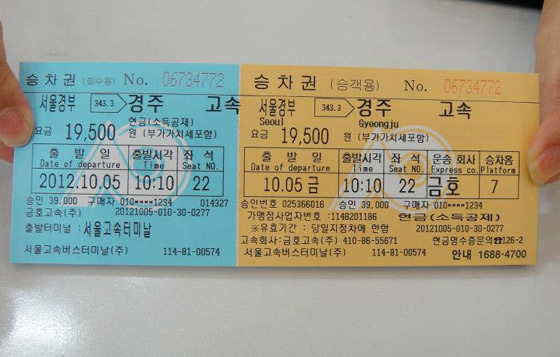 승차권 (회수용) No. 06734772
서울경부 343.3 경주 고속
요금 19,500 현금(소득공제)
원 (부가가치세포함)
출발일 출발시각 좌석
Date of departure Time Seat NO.
2012.10.05 10:10 22
승인 39,000 구매자 010****1234 014327
금호고속(주) 20121005-010-30-0277
출발터미널 : 서울고속터미널
서울고속버스터미널(주) 114-81-00574
승차권 (승객용) No. 06734772
서울경부 343.3 경주 고속
Seoul Gyeongju
요금 19,500 현금(소득공제)
원 (부가가치세포함)
출발일 출발시각 좌석 운송회사 승차홈
Date of departure Time Seat NO. Express co. Platform
10.05 금 10:10 22 금호 7
승인번호 025366016 승인 39,000 구매자 010****1234
가맹점사업자번호 : 1148201186 현금(소득공제)
※유효기간 : 당일지정차에 한함 20121005-010-30-0277
고속회사: 금호고속(주) 410-86-55671 현금영수증문의☎126-2
서울고속버스터미널(주) 114-81-00574 안내 1688-4700